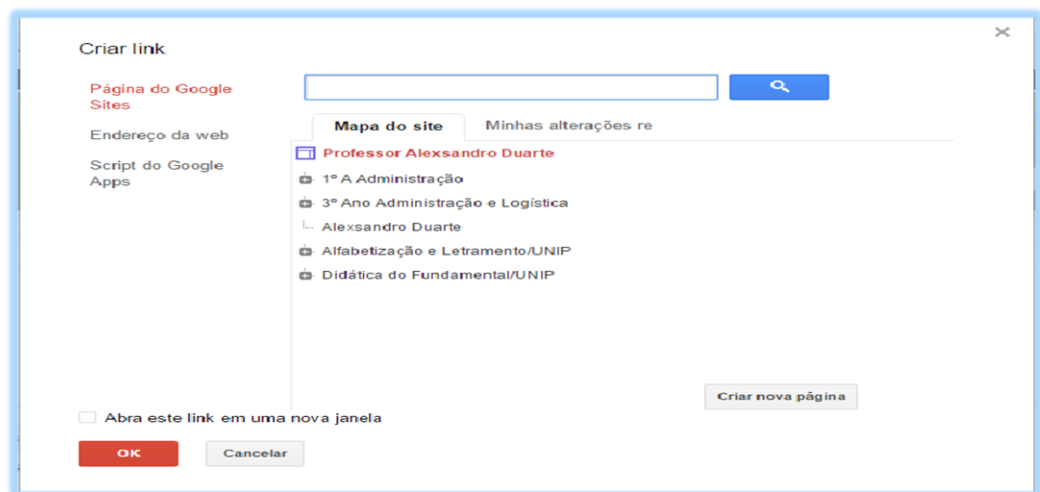 Criar link
Página do Google
Sites
Endereço da web
Script do Google
Apps
Mapa do site
Minhas alterações re
Professor Alexsandro Duarte
1º A Administração
3º Ano Administração e Logística
Alexsandro Duarte
Alfabetização e Letramento/UNIP
Didática do Fundamental/UNIP
Criar nova página
Abra este link em uma nova janela
OK
Cancelar